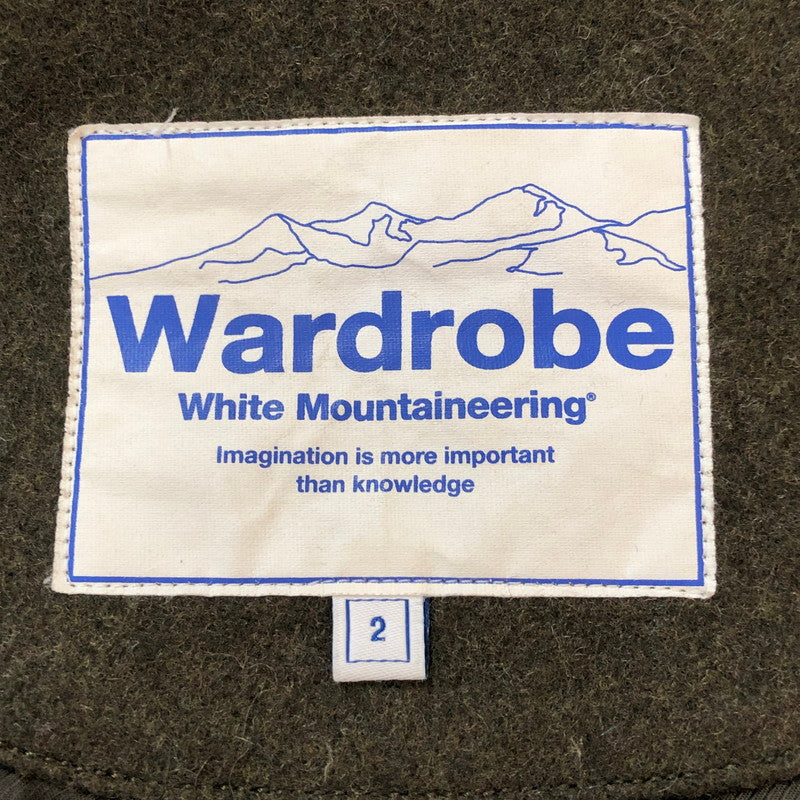 Wardrobe
White Mountaineering®
Imagination is more important
than knowledge
2